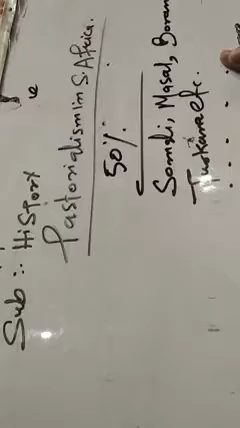 Sub :: HISTory
Pastorialism in S. Africa.
50%.
Somali, Masai, Boran
Turkana etc.